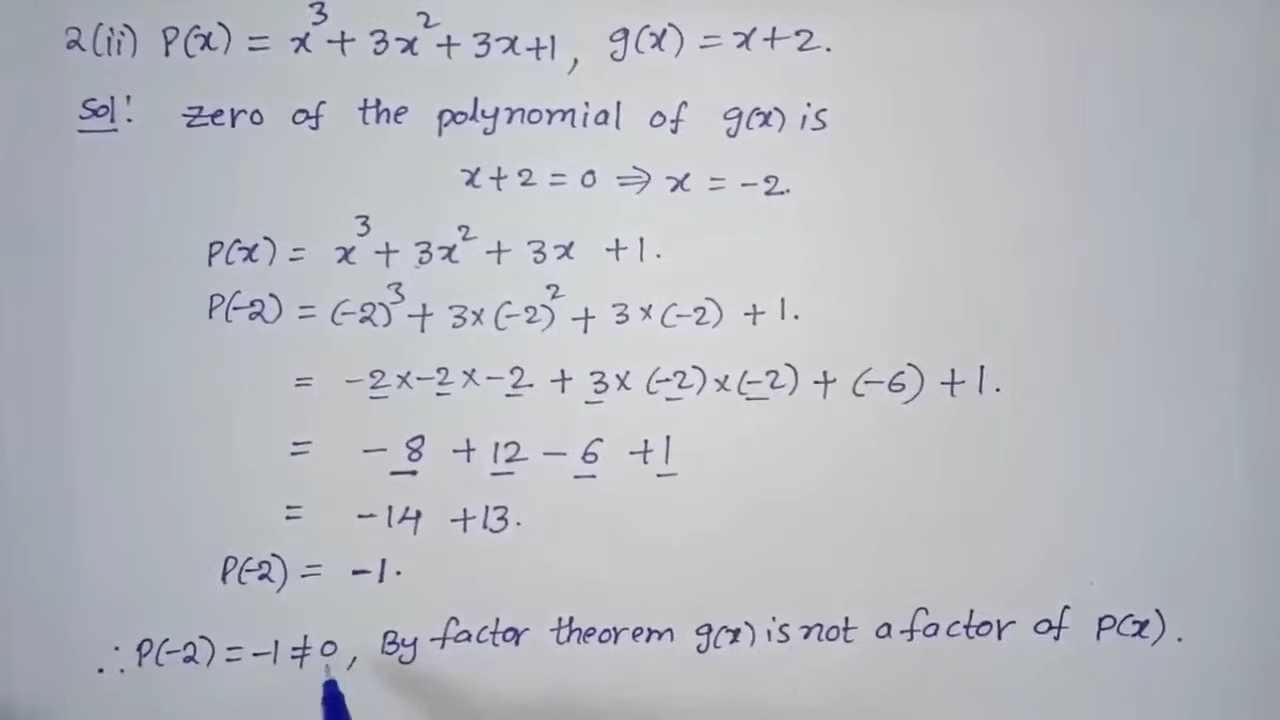 2(ii) P(x) = x³ + 3x² + 3x + 1, g(x) = x + 2.
Sol! zero of the polynomial of g(x) is
x + 2 = 0 ⇒ x = -2.
P(x) = x³ + 3x² + 3x + 1.
P(-2) = (-2)³ + 3×(-2)² + 3×(-2) + 1.
= -2×-2×-2 + 3×(-2)×(-2) + (-6) + 1.
= -8 + 12 - 6 + 1
= -14 + 13.
P(-2) = -1.
∴ P(-2) = -1 ≠ 0, By factor theorem g(x) is not a factor of P(x).